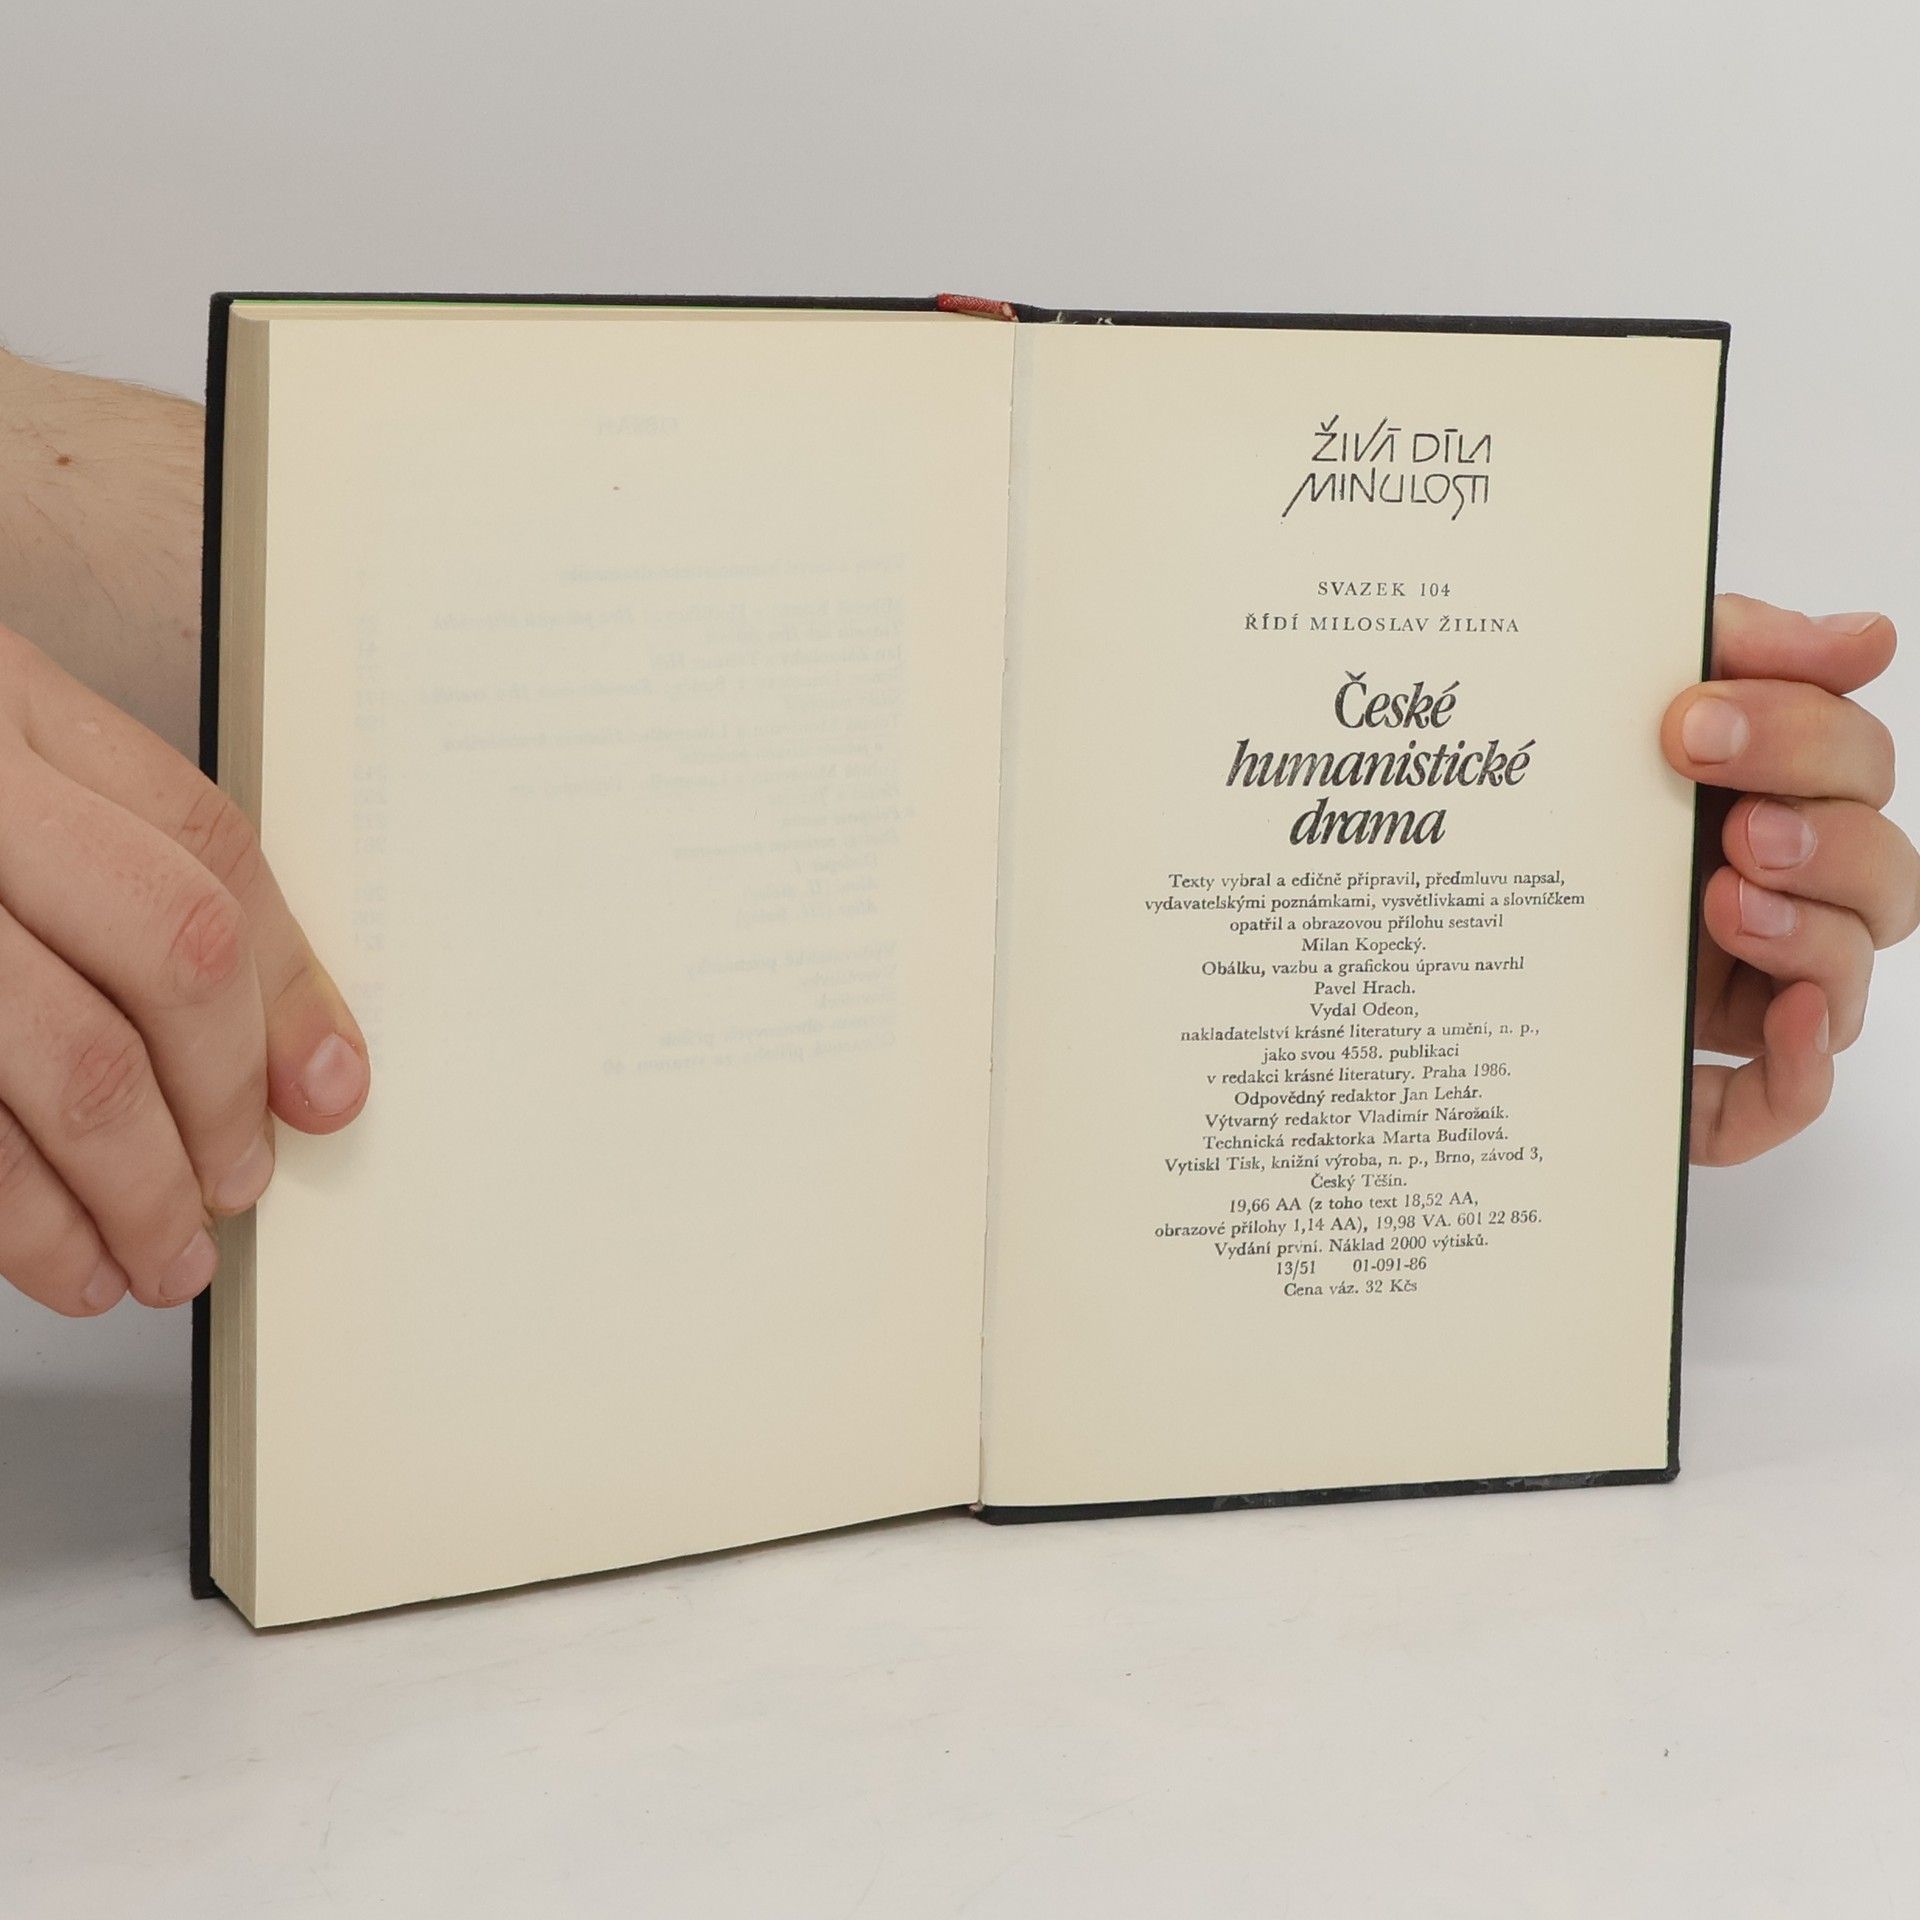 ŽIVÁ DÍLA
MINULOSTI
SVAZEK 104
ŘÍDÍ MILOSLAV ŽILINA
České
humanistické
drama
Texty vybral a edičně připravil, předmluvu napsal,
vydavatelskými poznámkami, vysvětlivkami a slovníčkem
opatřil a obrazovou přílohu sestavil
Milan Kopecký.
Obálku, vazbu a grafickou úpravu navrhl
Pavel Hrach.
Vydal Odeon,
nakladatelství krásné literatury a umění, n. p.,
jako svou 4558. publikaci
v redakci krásné literatury. Praha 1986.
Odpovědný redaktor Jan Lehár.
Výtvarný redaktor Vladimír Nárožník.
Technická redaktorka Marta Budilová.
Vytiskl Tisk, knižní výroba, n. p., Brno, závod 3,
Český Těšín.
19,66 AA (z toho text 18,52 AA,
obrazové přílohy 1,14 AA), 19,98 VA. 601 22 856.
Vydání první. Náklad 2000 výtisků.
13/51 01-091-86
Cena váz. 32 Kčs